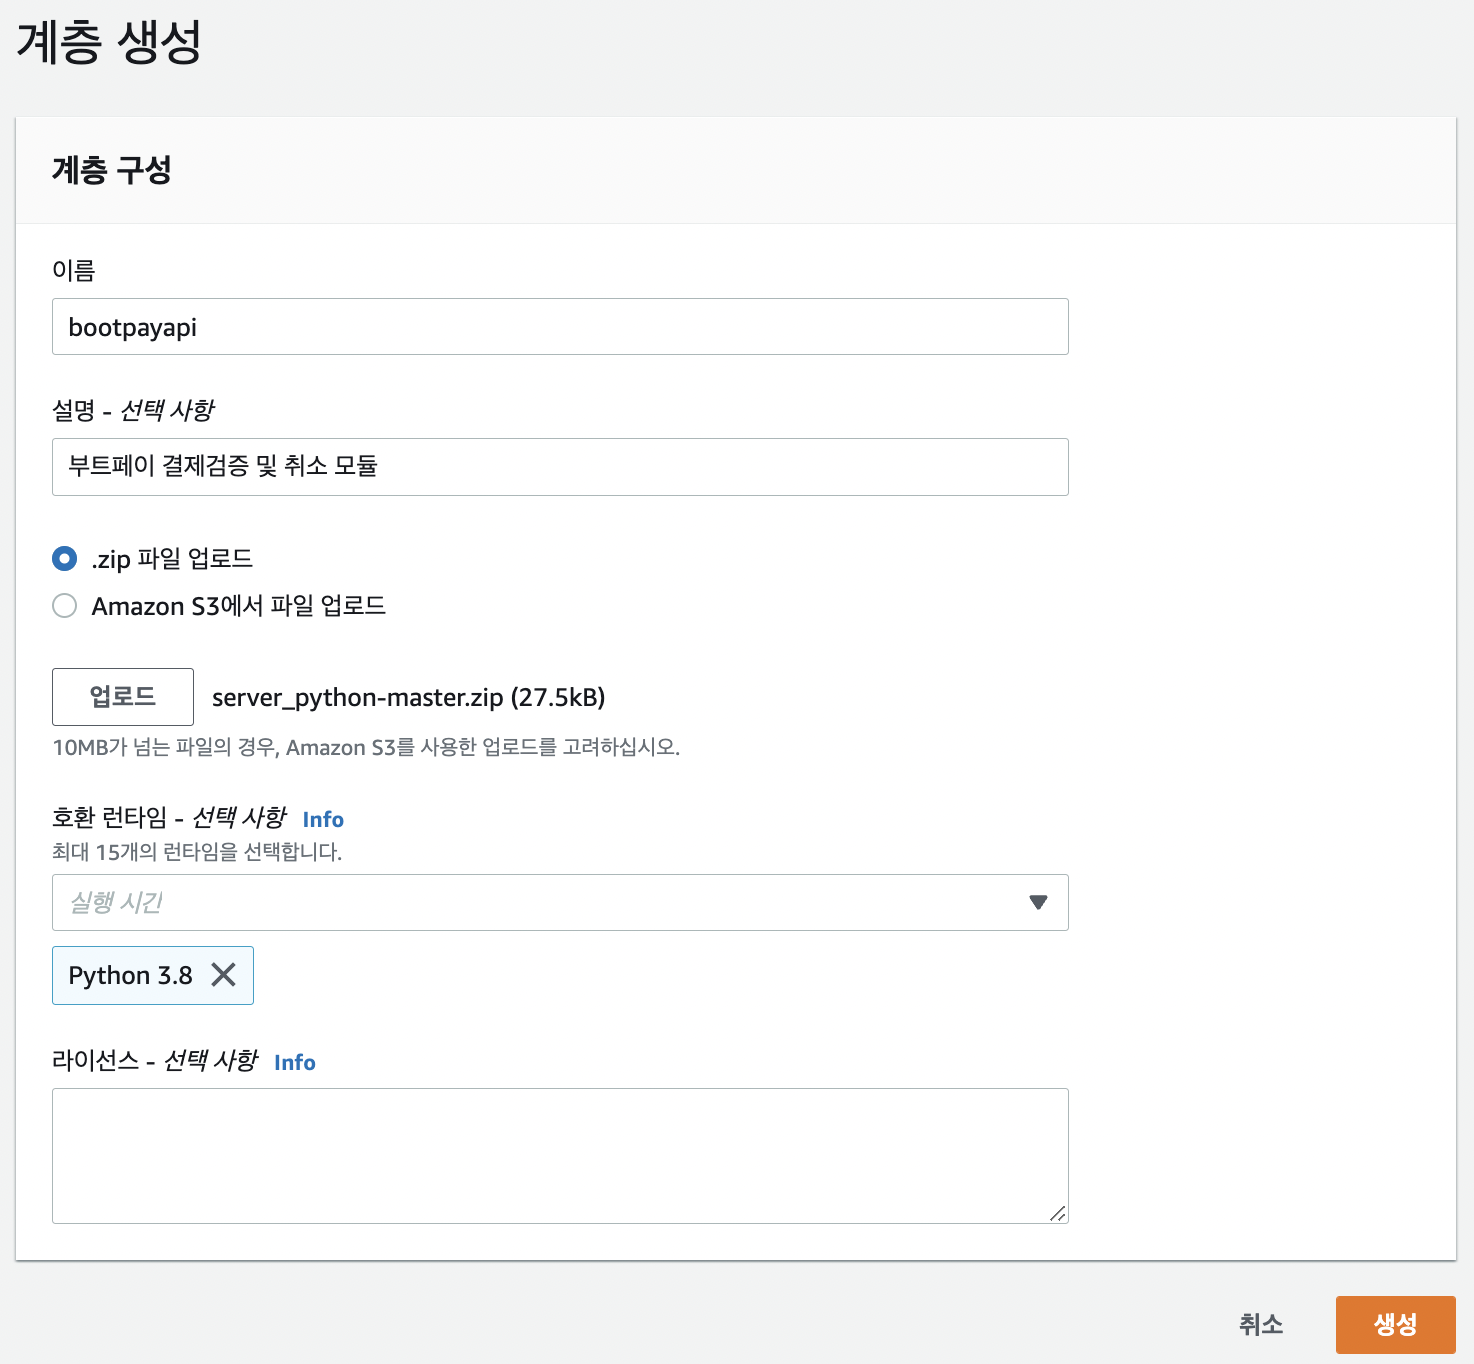 계층 생성
계층 구성
이름
bootpayapi
설명 - 선택 사항
부트페이 결제검증 및 취소 모듈
.zip 파일 업로드
Amazon S3에서 파일 업로드
업로드 server_python-master.zip (27.5kB)
10MB가 넘는 파일의 경우, Amazon S3를 사용한 업로드를 고려하십시오.
호환 런타임 - 선택 사항 Info
최대 15개의 런타임을 선택합니다.
실행 시간
Python 3.8
라이선스 - 선택 사항 Info
취소 생성